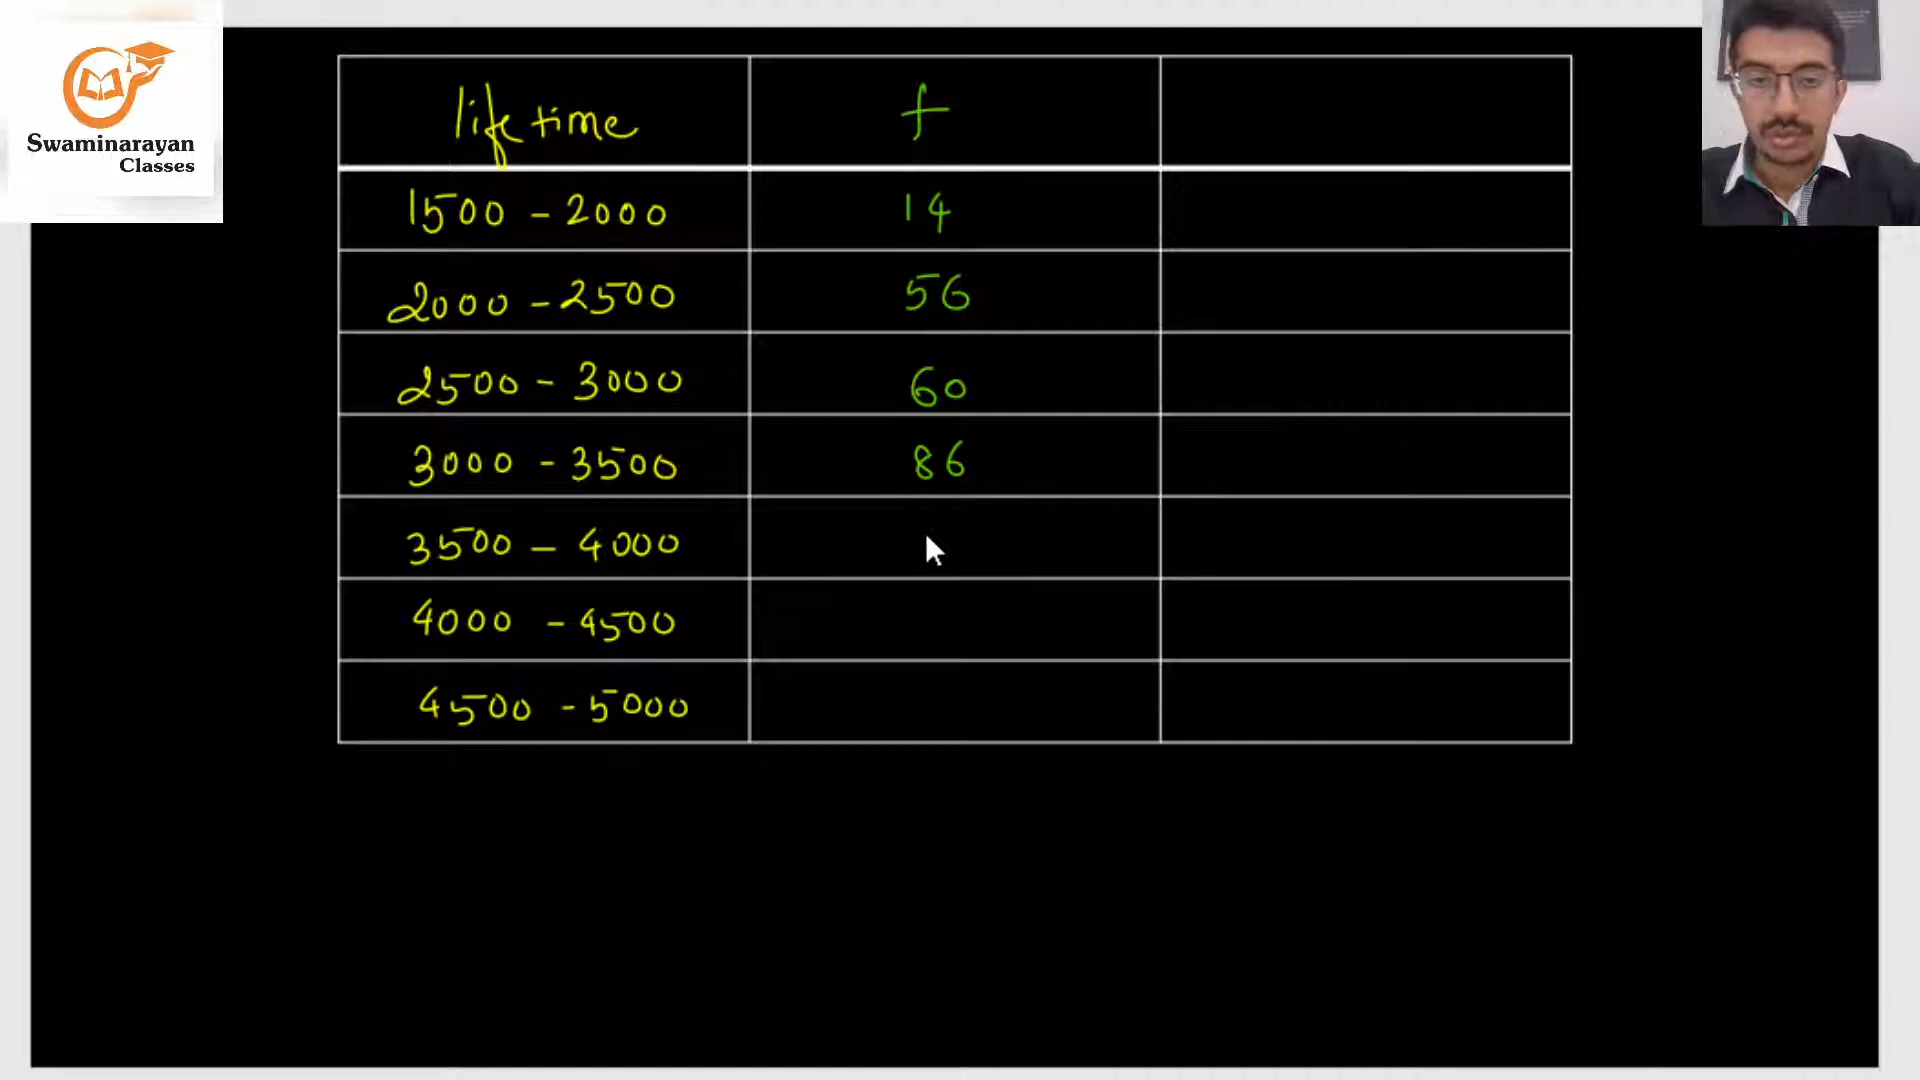 Swaminarayan
Classes
life time f
1500 - 2000 14
2000 - 2500 56
2500 - 3000 60
3000 - 3500 86
3500 - 4000
4000 - 4500
4500 - 5000